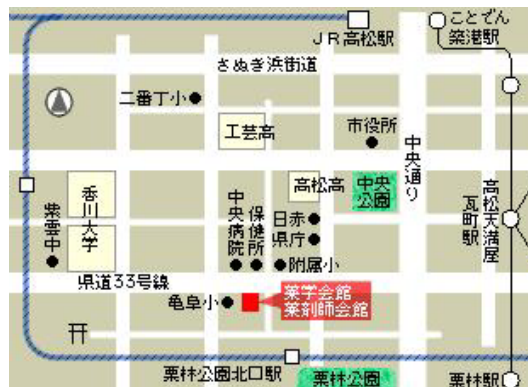 ことでん
築港駅
JR高松駅
さぬき浜街道
二番丁小
市役所
工芸高
中央通り
高松高
中央
公園
香川大学
紫雲中
中央病院
保健所
日赤
県庁
附属小
高松天満屋
瓦町駅
県道33号線
亀阜小
薬学会館
薬剤師会館
栗林公園北口駅
栗林公園
栗林駅